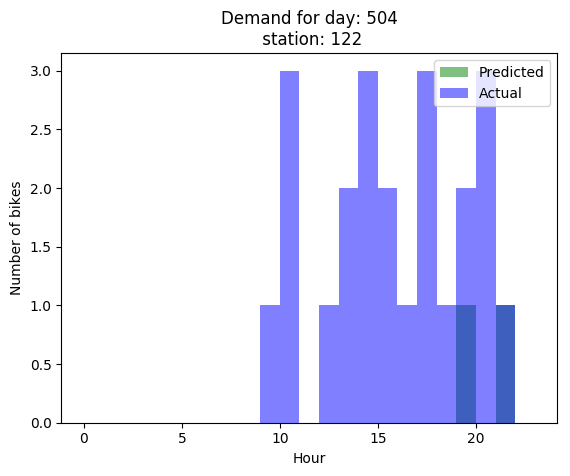 Demand for day: 504
station: 122
Predicted
Actual
Number of bikes
3.0
2.5
2.0
1.5
1.0
0.5
0.0
0 5 10 15 20
Hour